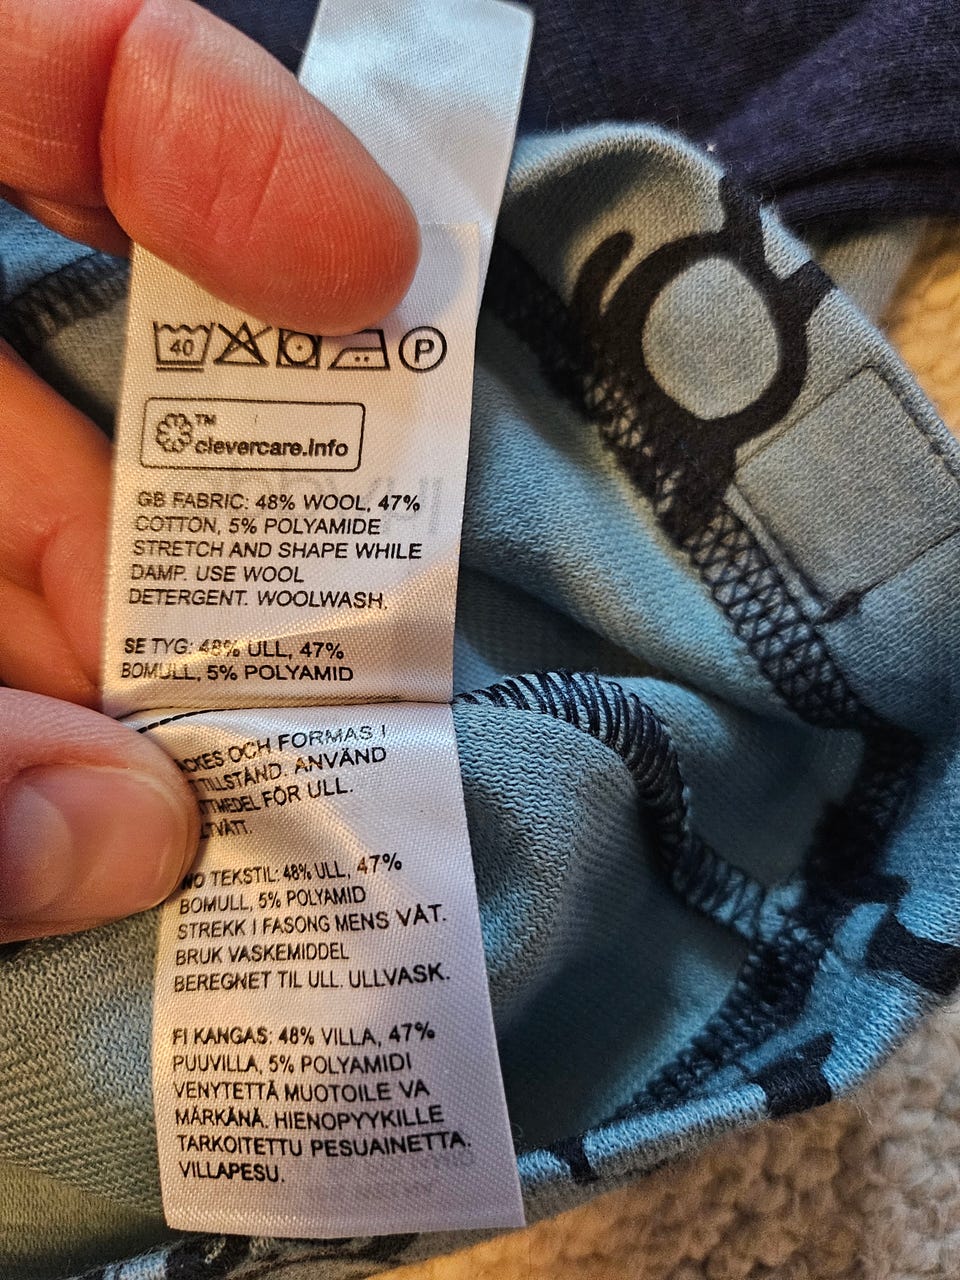 40 P
TM
clevercare.info
GB FABRIC: 48% WOOL, 47%
COTTON, 5% POLYAMIDE
STRETCH AND SHAPE WHILE
DAMP. USE WOOL
DETERGENT. WOOLWASH.
SE TYG: 48% ULL, 47%
BOMULL, 5% POLYAMID
OCH FORMAS I
ANVÄND
FÖR ULL.
NO TEKSTIL: 48% ULL, 47%
BOMULL, 5% POLYAMID
STREKK I FASONG MENS VÅT.
BRUK VASKEMIDDEL
BEREGNET TIL ULL. ULLVASK.
FI KANGAS: 48% VILLA, 47%
PUUVILLA, 5% POLYAMIDI
VENYTETTÄ MUOTOILE VA
MÄRKÄNÄ. HIENOPYYKILLE
TARKOITETTU PESUAINETTA.
VILLAPESU.